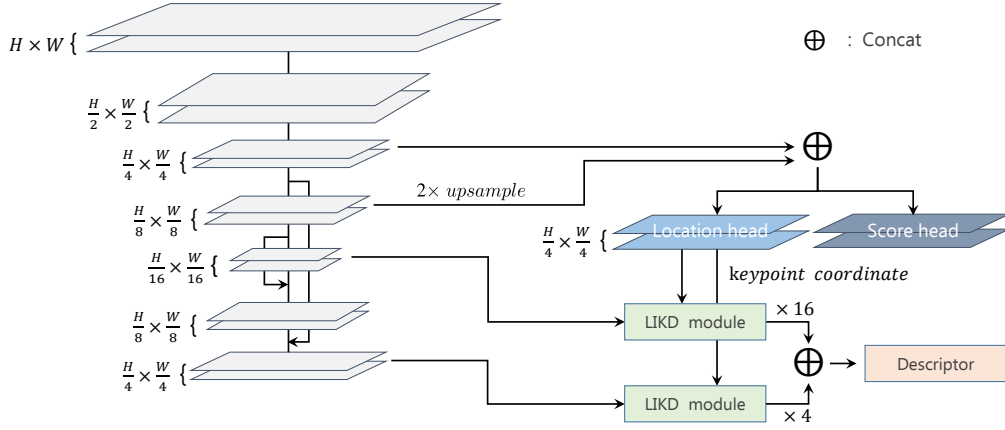 H × W {
⊕ : Concat
H/2 × W/2 {
H/4 × W/4 {
⊕
2× upsample
H/8 × W/8 {
H/4 × W/4 {
Location head
Score head
H/16 × W/16 {
keypoint coordinate
H/8 × W/8 {
LIKD module
× 16
H/4 × W/4 {
⊕
Descriptor
LIKD module
× 4